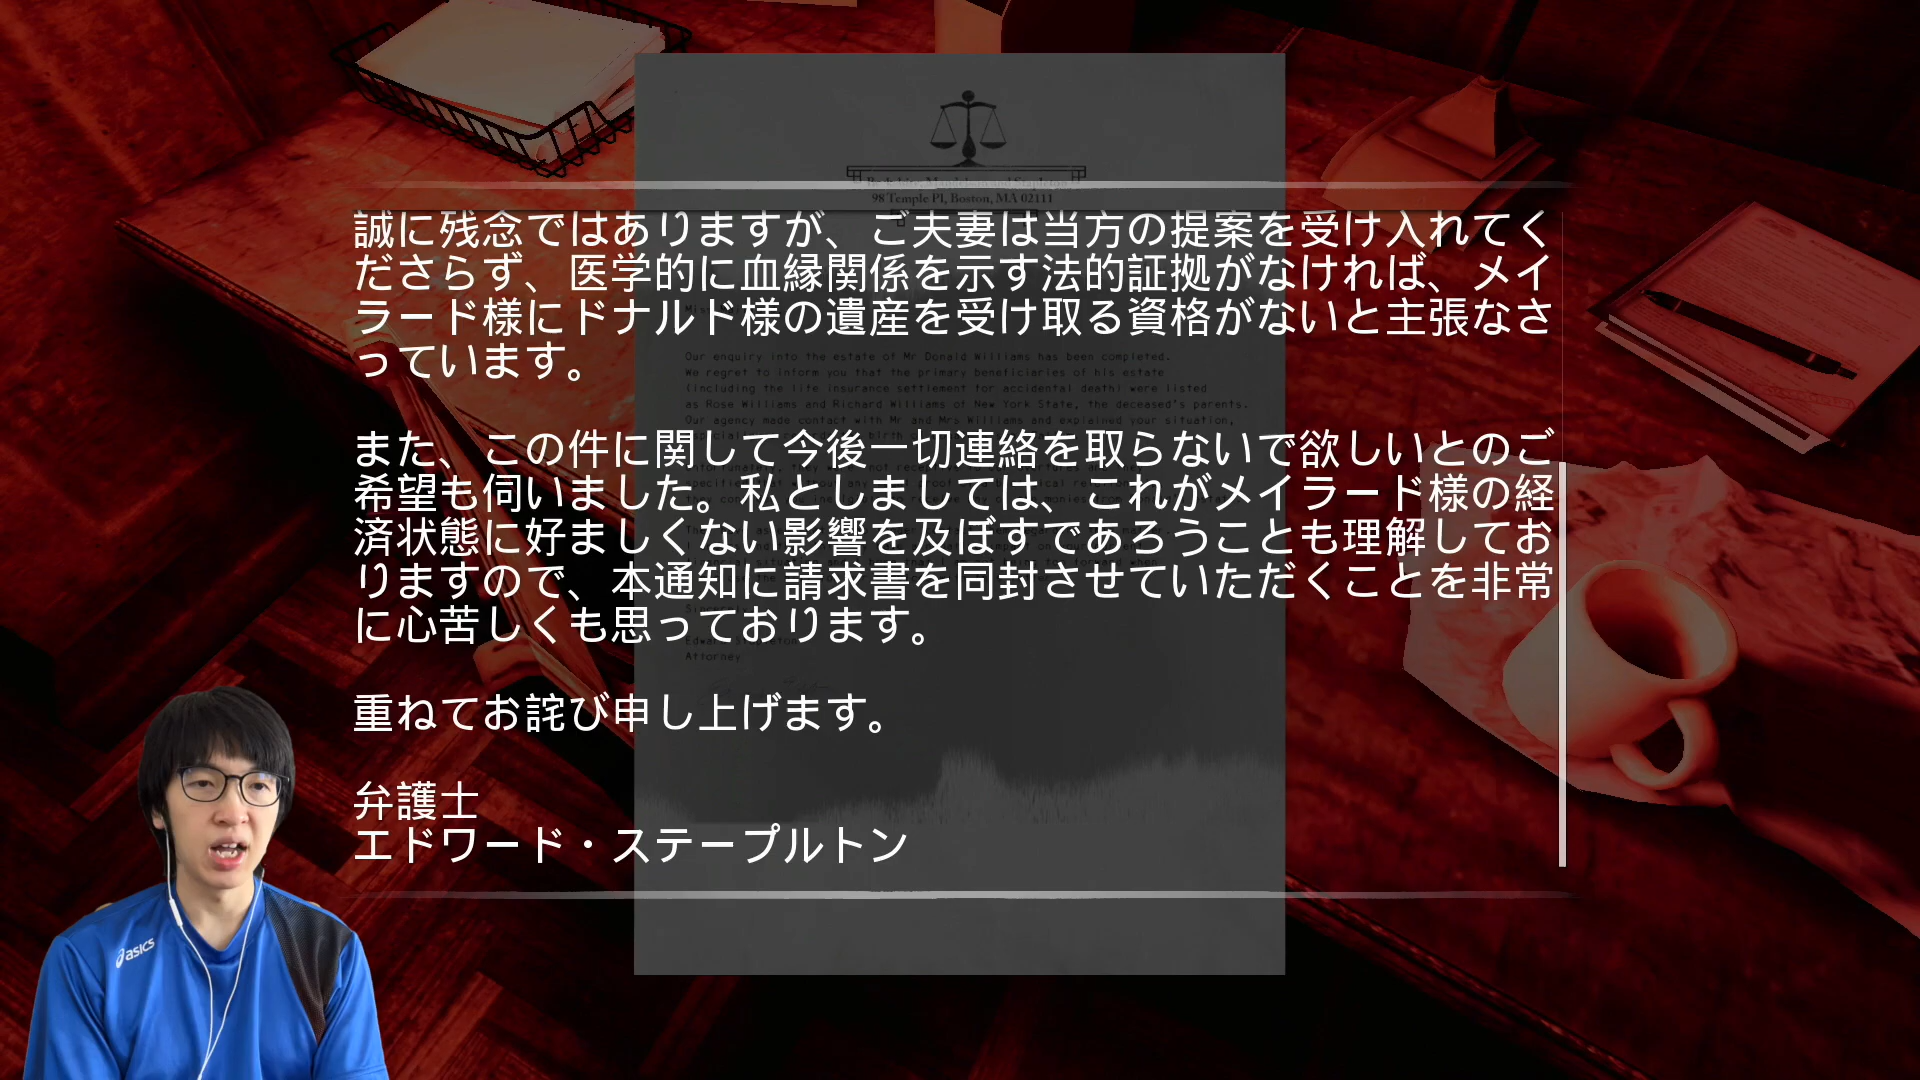 98 Temple Pl, Boston, MA 02111
誠に残念ではありますが、ご夫妻は当方の提案を受け入れてく
ださらず、医学的に血縁関係を示す法的証拠がなければ、メイ
ラード様にドナルド様の遺産を受け取る資格がないと主張なさ
っています。
Our enquiry into the estate of Mr Donald Williams has been completed.
We regret to inform you that the primary beneficiaries of his estate
(including the life insurance settlement for accidental death) were listed
as Rose Williams and Richard Williams of New York State, the deceased's parents.
Our agency made contact with Mr and Mrs Williams and explained your situation,
また、この件に関して今後一切連絡を取らないで欲しいとのご
希望も伺いました。私としましては、これがメイラード様の経
済状態に好ましくない影響を及ぼすであろうことも理解してお
りますので、本通知に請求書を同封させていただくことを非常
に心苦しくも思っております。
Attorney
重ねてお詫び申し上げます。
弁護士
エドワード・ステープルトン
asics